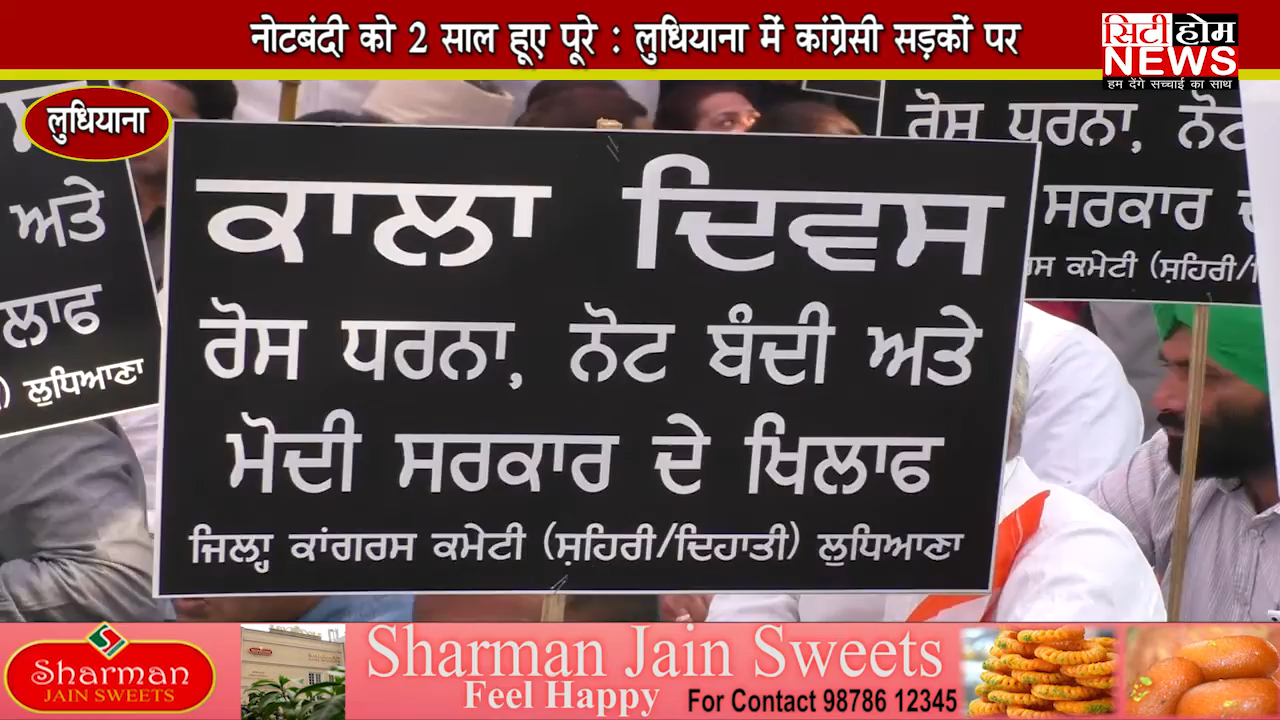 नोटबंदी को 2 साल हूए पूरे : लुधियाना में कांग्रेसी सड़कों पर
सिटी होम
NEWS
हम देंगे सच्चाई का साथ
लुधियाना
ਕਾਲਾ ਦਿਵਸ
ਰੋਸ ਧਰਨਾ, ਨੋਟ ਬੰਦੀ ਅਤੇ
ਮੋਦੀ ਸਰਕਾਰ ਦੇ ਖਿਲਾਫ
ਜਿਲ੍ਹਾ ਕਾਂਗਰਸ ਕਮੇਟੀ (ਸ਼ਹਿਰੀ/ਦਿਹਾਤੀ) ਲੁਧਿਆਣਾ
ਅਤੇ
ਲਾਫ
) ਲੁਧਿਆਣਾ
ਰੋਸ ਧਰਨਾ, ਨੋਟ
ਸਰਕਾਰ
ਕਮੇਟੀ (ਸ਼ਹਿਰੀ/
Sharman
JAIN SWEETS
Sharman Jain Sweets
Feel Happy
For Contact 98786 12345